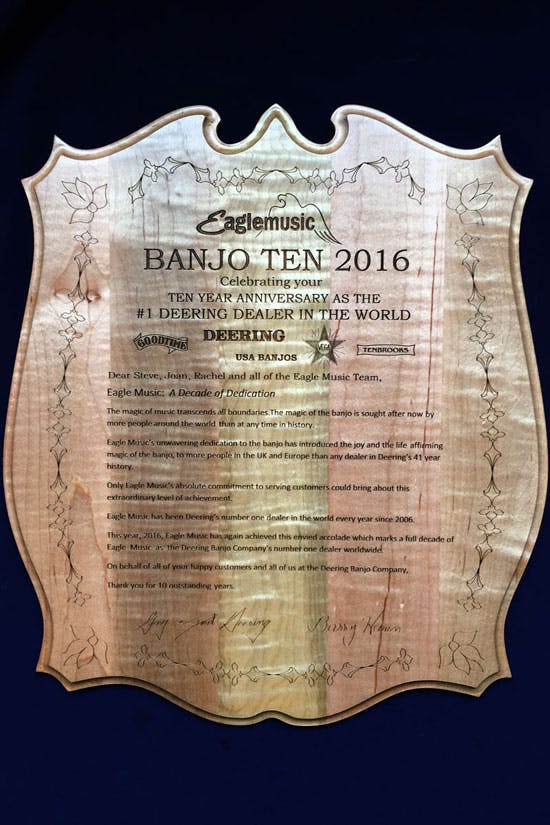 Eaglemusic
BANJO TEN 2016
Celebrating your
TEN YEAR ANNIVERSARY AS THE
#1 DEERING DEALER IN THE WORLD
GOODTIME DEERING VEGA TENBROOKS
USA BANJOS
Dear Steve, Joan, Rachel and all of the Eagle Music Team,
Eagle Music: A Decade of Dedication
The magic of music transcends all boundaries.The magic of the banjo is sought after now by
more people around the world than at any time in history.
Eagle Music's unwavering dedication to the banjo has introduced the joy and the life affirming
magic of the banjo, to more people in the UK and Europe than any dealer in Deering's 41 year
history.
Only Eagle Music's absolute commitment to serving customers could bring about this
extraordinary level of achievement.
Eagle Music has been Deering's number one dealer in the world every year since 2006.
This year, 2016, Eagle Music has again achieved this envied accolade which marks a full decade of
Eagle Music as the Deering Banjo Company's number one dealer worldwide.
On behalf of all of your happy customers and all of us at the Deering Banjo Company,
Thank you for 10 outstanding years.